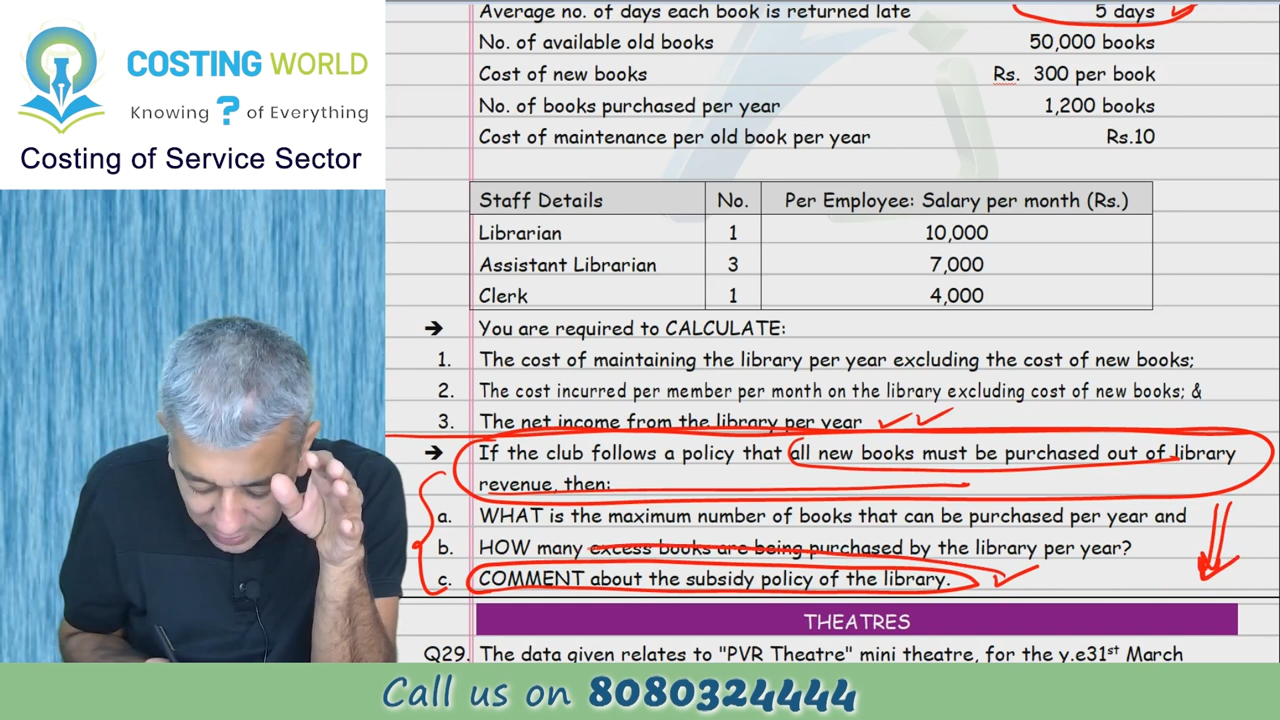 COSTING WORLD
Knowing ? of Everything
Costing of Service Sector
Average no. of days each book is returned late 5 days
No. of available old books 50,000 books
Cost of new books Rs. 300 per book
No. of books purchased per year 1,200 books
Cost of maintenance per old book per year Rs.10
Staff Details No. Per Employee: Salary per month (Rs.)
Librarian 1 10,000
Assistant Librarian 3 7,000
Clerk 1 4,000
➔ You are required to CALCULATE:
1. The cost of maintaining the library per year excluding the cost of new books;
2. The cost incurred per member per month on the library excluding cost of new books; &
3. The net income from the library per year
➔ If the club follows a policy that all new books must be purchased out of library
revenue, then:
a. WHAT is the maximum number of books that can be purchased per year and
b. HOW many excess books are being purchased by the library per year?
c. COMMENT about the subsidy policy of the library.
THEATRES
Q29. The data given relates to "PVR Theatre" mini theatre, for the y.e31st March
Call us on 8080324444